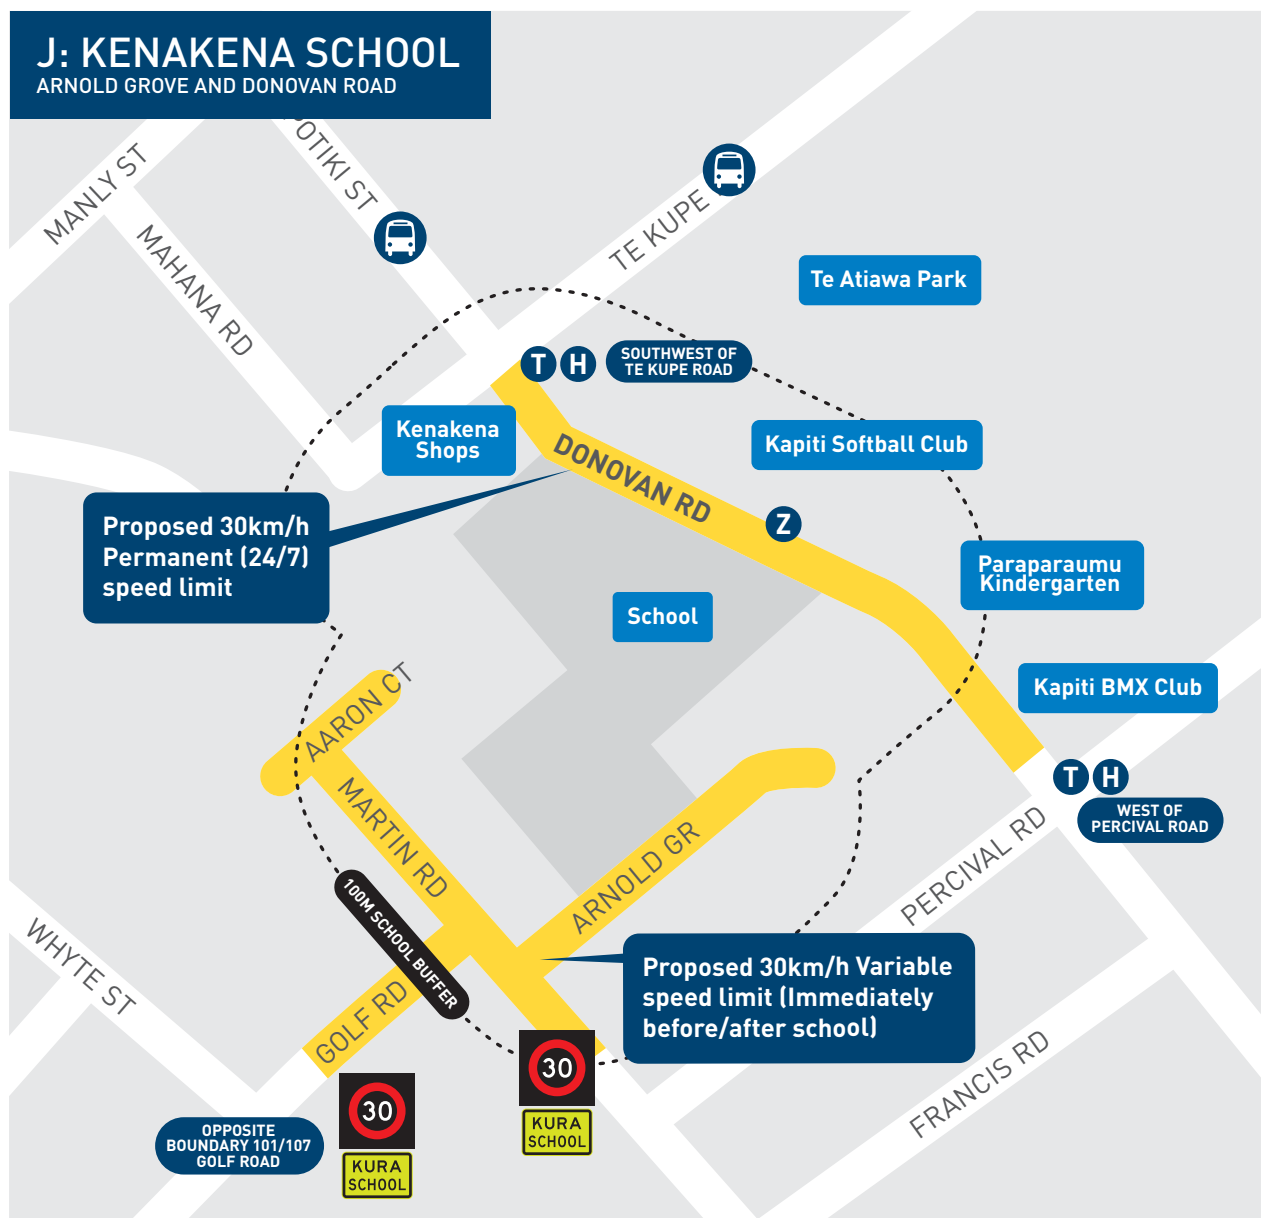 J: KENAKENA SCHOOL
ARNOLD GROVE AND DONOVAN ROAD
MANLY ST
MAHANA RD
POTIKI ST
TE KUPE
Te Atiawa Park
T
H
SOUTHWEST OF
TE KUPE ROAD
Kenakena
Shops
DONOVAN RD
Kapiti Softball Club
Z
Proposed 30km/h
Permanent (24/7)
speed limit
Paraparaumu
Kindergarten
School
Kapiti BMX Club
AARON CT
MARTIN RD
T
H
WEST OF
PERCIVAL ROAD
ARNOLD GR
PERCIVAL RD
100M SCHOOL BUFFER
WHYTE ST
GOLF RD
Proposed 30km/h Variable
speed limit (Immediately
before/after school)
FRANCIS RD
30
KURA
SCHOOL
30
KURA
SCHOOL
OPPOSITE
BOUNDARY 101/107
GOLF ROAD